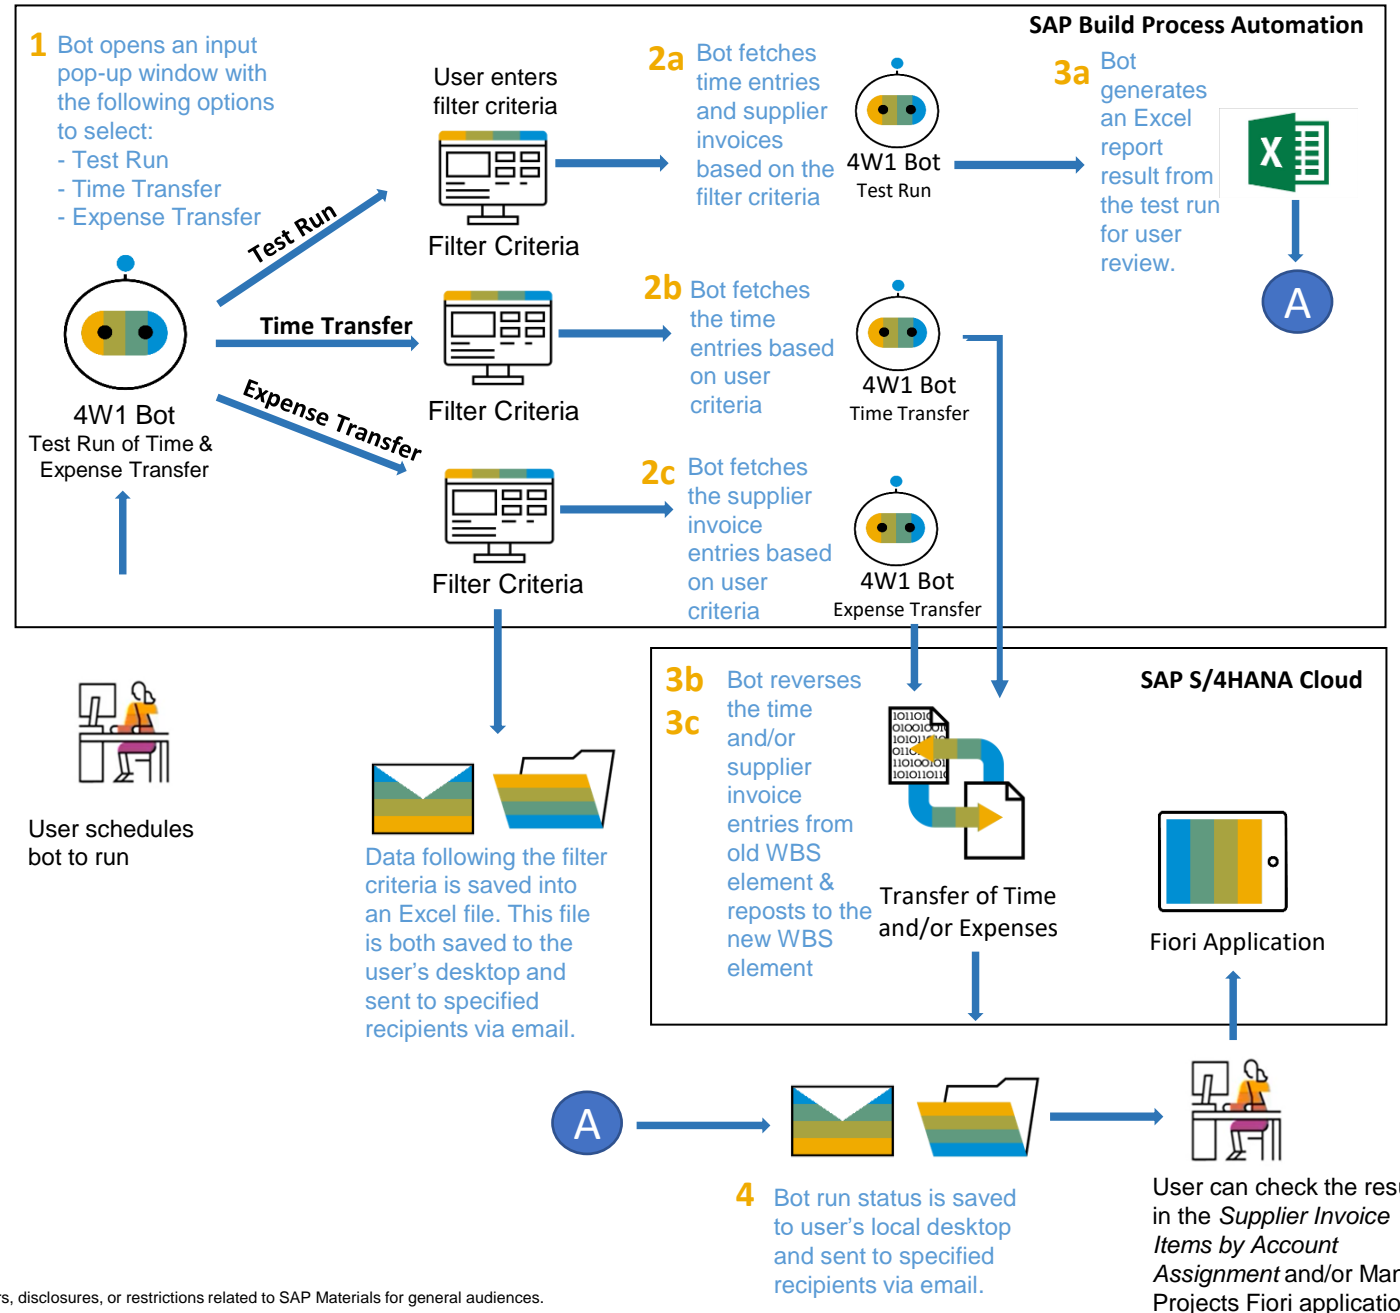 SAP Build Process Automation
1
Bot opens an input
pop-up window with
the following options
to select:
- Test Run
- Time Transfer
- Expense Transfer
4W1 Bot
Test Run of Time &
Expense Transfer
Test Run
Time Transfer
Expense Transfer
User enters
filter criteria
Filter Criteria
Filter Criteria
Filter Criteria
2a
Bot fetches
time entries
and supplier
invoices
based on the
filter criteria
4W1 Bot
Test Run
3a
Bot
generates
an Excel
report
result from
the test run
for user
review.
X
A
2b
Bot fetches
the time
entries based
on user
criteria
4W1 Bot
Time Transfer
2c
Bot fetches
the supplier
invoice
entries based
on user
criteria
4W1 Bot
Expense Transfer
User schedules
bot to run
Data following the filter
criteria is saved into
an Excel file. This file
is both saved to the
user's desktop and
sent to specified
recipients via email.
SAP S/4HANA Cloud
3b
3c
Bot reverses
the time
and/or
supplier
invoice
entries from
old WBS
element &
reposts to the
new WBS
element
Transfer of Time
and/or Expenses
Fiori Application
A
4
Bot run status is saved
to user's local desktop
and sent to specified
recipients via email.
User can check the
in the Supplier Invoice
Items by Account
Assignment and/or
Projects Fiori
disclosures, or restrictions related to SAP Materials for general audiences.